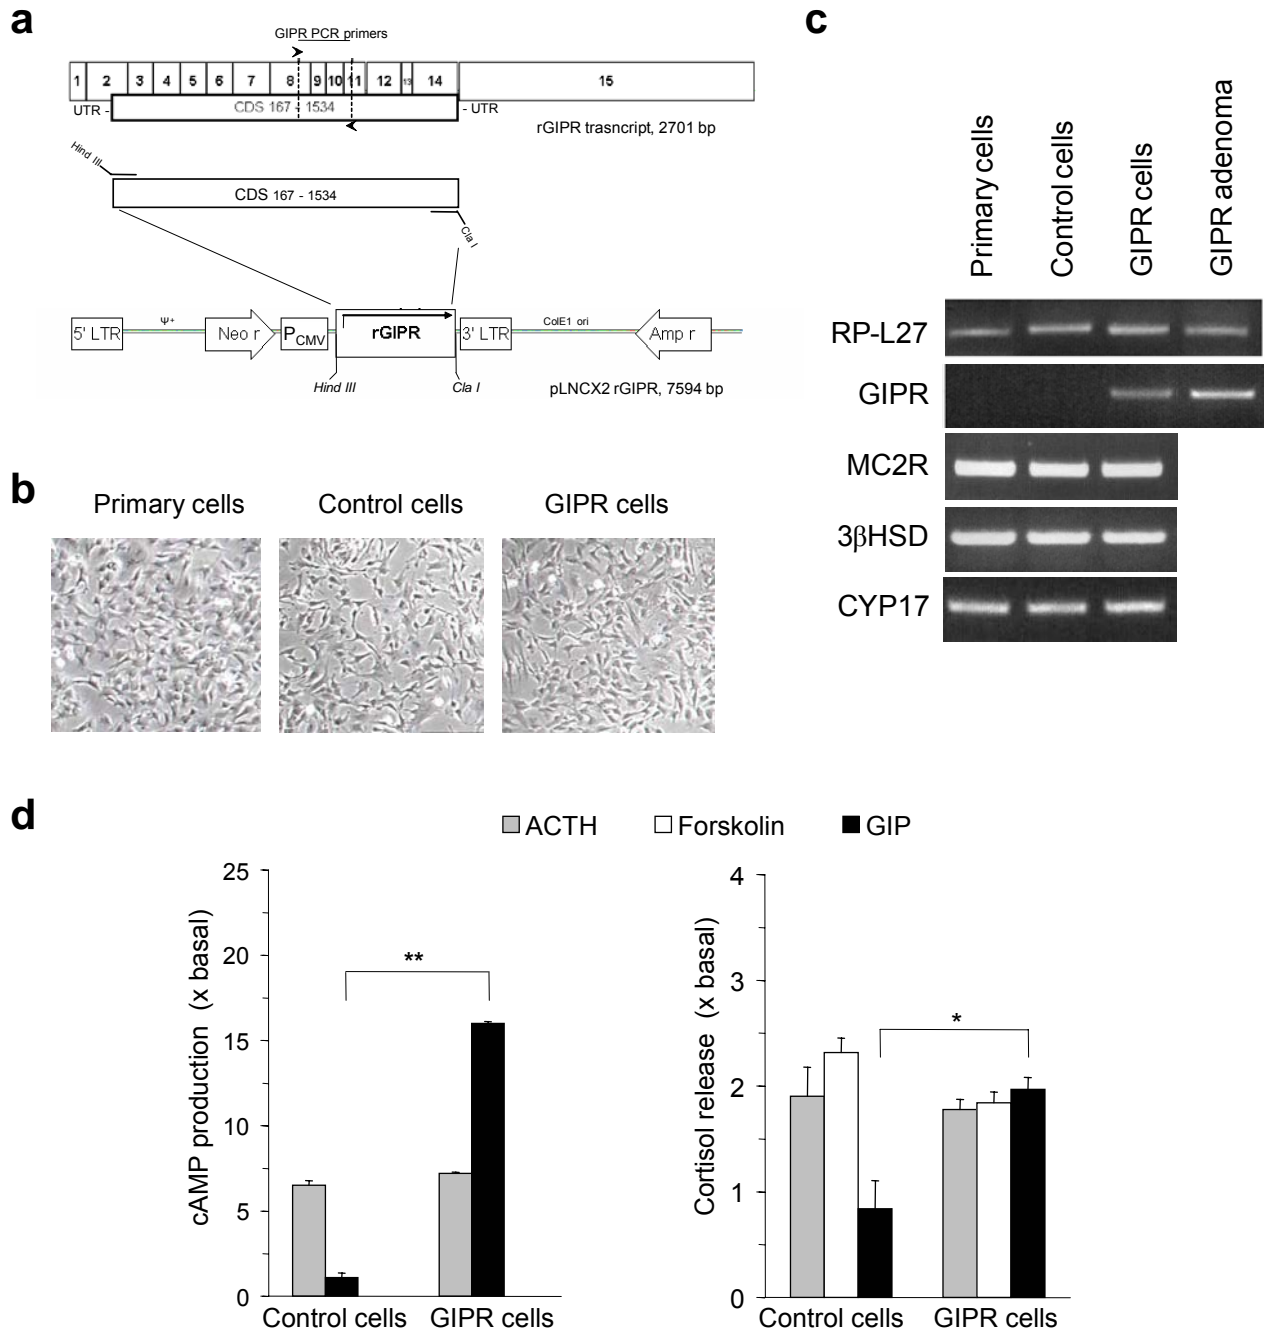 a
GIPR PCR primers
1 2 3 4 5 6 7 8 9 10 11 12 13 14 15
UTR - CDS 167 - 1534 - UTR
rGIPR trasncript, 2701 bp
Hind III
CDS 167 - 1534
Cla I
5' LTR Ψ+ Neo r PCMV rGIPR 3' LTR ColE1 ori Amp r
Hind III Cla I pLNCX2 rGIPR, 7594 bp
b
Primary cells Control cells GIPR cells
c
Primary cells
Control cells
GIPR cells
GIPR adenoma
RP-L27
GIPR
MC2R
3βHSD
CYP17
d
ACTH Forskolin GIP
cAMP production (x basal)
25
20
15
10
5
0
**
Control cells GIPR cells
Cortisol release (x basal)
4
3
2
1
0
*
Control cells GIPR cells